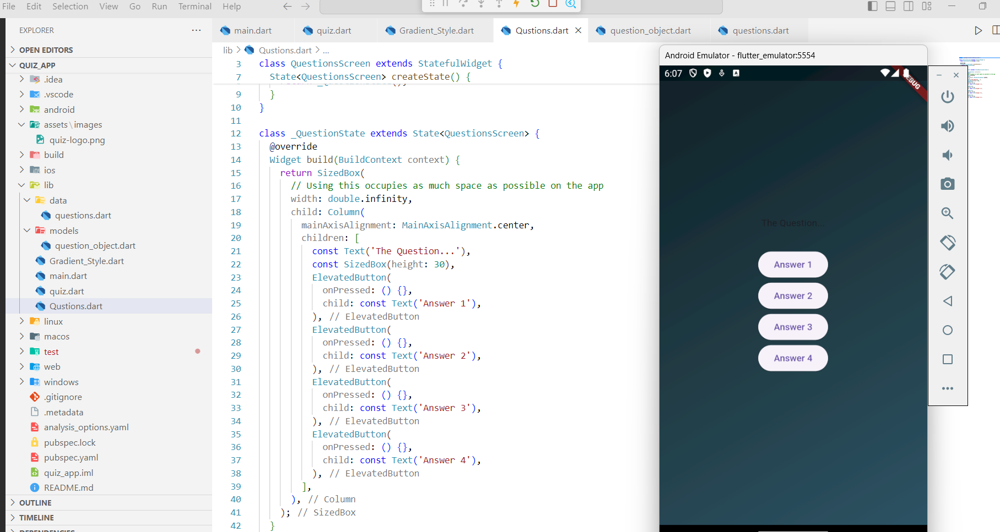 File Edit Selection View Go Run Terminal Help
EXPLORER
OPEN EDITORS
QUIZ_APP
.idea
.vscode
android
assets\images
quiz-logo.png
build
ios
lib
data
questions.dart
models
question_object.dart
Gradient_Style.dart
main.dart
quiz.dart
Qustions.dart
linux
macos
test
web
windows
.gitignore
.metadata
analysis_options.yaml
pubspec.lock
pubspec.yaml
quiz_app.iml
README.md
OUTLINE
TIMELINE
DEPENDENCIES
main.dart quiz.dart Gradient_Style.dart Qustions.dart question_object.dart questions.dart
lib > Qustions.dart > ...
3 class QuestionsScreen extends StatefulWidget {
7 State<QuestionsScreen> createState() {
9 }
10 }
11
12 class _QuestionState extends State<QuestionsScreen> {
13 @override
14 Widget build(BuildContext context) {
15 return SizedBox(
16 // Using this occupies as much space as possible on the app
17 width: double.infinity,
18 child: Column(
19 mainAxisAlignment: MainAxisAlignment.center,
20 children: [
21 const Text('The Question...'),
22 const SizedBox(height: 30),
23 ElevatedButton(
24 onPressed: () {},
25 child: const Text('Answer 1'),
26 ), // ElevatedButton
27 ElevatedButton(
28 onPressed: () {},
29 child: const Text('Answer 2'),
30 ), // ElevatedButton
31 ElevatedButton(
32 onPressed: () {},
33 child: const Text('Answer 3'),
34 ), // ElevatedButton
35 ElevatedButton(
36 onPressed: () {},
37 child: const Text('Answer 4'),
38 ), // ElevatedButton
39 ],
40 ), // Column
41 ); // SizedBox
42 }
Android Emulator - flutter_emulator:5554
6:07 A
The Question...
Answer 1
Answer 2
Answer 3
Answer 4